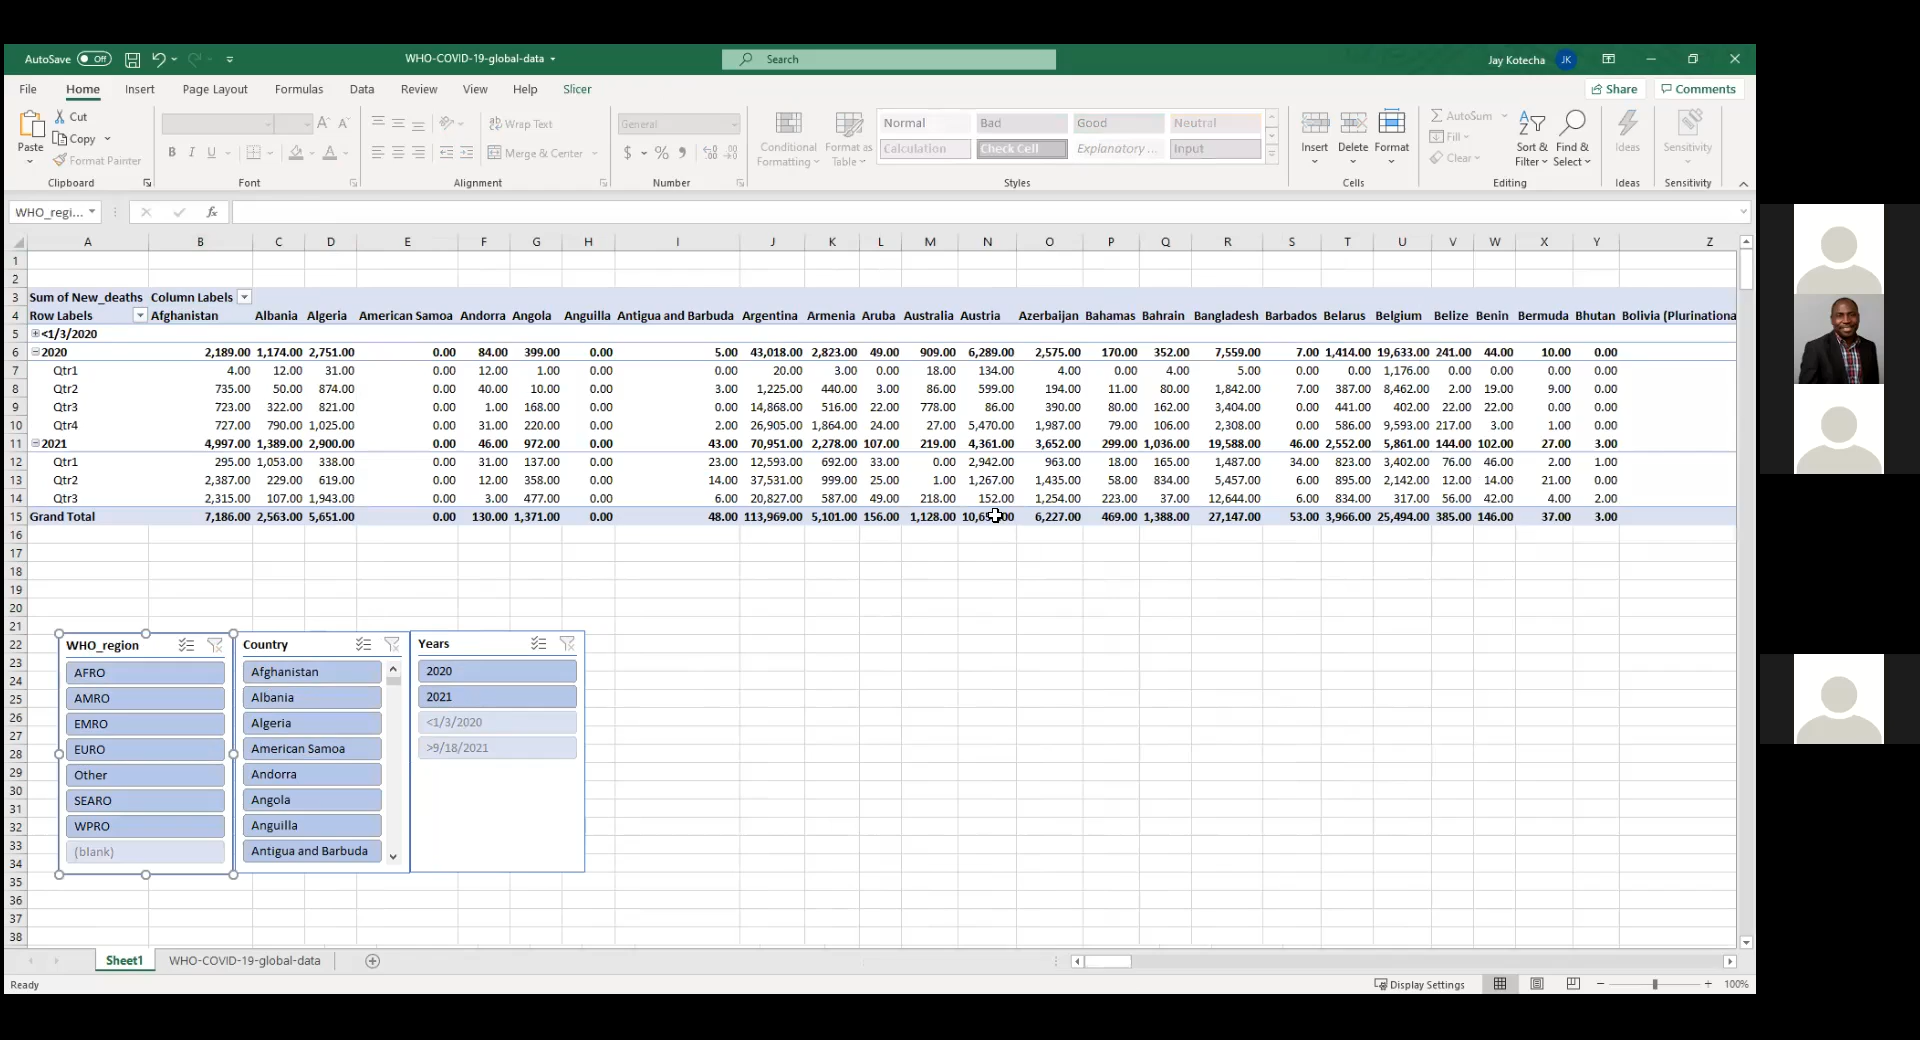 AutoSave Off WHO-COVID-19-global-data Search Jay Kotecha JK
File Home Insert Page Layout Formulas Data Review View Help Slicer Share Comments
Paste Cut Copy Format Painter Clipboard
B I U Font
Wrap Text Merge & Center Alignment
General $ % Number
Conditional Formatting Format as Table
Normal Bad Good Neutral
Calculation Check Cell Explanatory ... Input
Styles
Insert Delete Format Cells
AutoSum Fill Clear Sort & Filter Find & Select Editing
Ideas Ideas Sensitivity Sensitivity
WHO_regi... fx
A B C D E F G H I J K L M N O P Q R S T U V W X Y Z
1
2
3 Sum of New_deaths Column Labels
4 Row Labels Afghanistan Albania Algeria American Samoa Andorra Angola Anguilla Antigua and Barbuda Argentina Armenia Aruba Australia Austria Azerbaijan Bahamas Bahrain Bangladesh Barbados Belarus Belgium Belize Benin Bermuda Bhutan Bolivia (Plurinationa
5 <1/3/2020
6 2020 2,189.00 1,174.00 2,751.00 0.00 84.00 399.00 0.00 5.00 43,018.00 2,823.00 49.00 909.00 6,289.00 2,575.00 170.00 352.00 7,559.00 7.00 1,414.00 19,633.00 241.00 44.00 10.00 0.00
7 Qtr1 4.00 12.00 31.00 0.00 12.00 1.00 0.00 0.00 20.00 3.00 0.00 18.00 134.00 4.00 0.00 4.00 5.00 0.00 0.00 1,176.00 0.00 0.00 0.00 0.00
8 Qtr2 735.00 50.00 874.00 0.00 40.00 10.00 0.00 3.00 1,225.00 440.00 3.00 86.00 599.00 194.00 11.00 80.00 1,842.00 7.00 387.00 8,462.00 2.00 19.00 9.00 0.00
9 Qtr3 723.00 322.00 821.00 0.00 1.00 168.00 0.00 0.00 14,868.00 516.00 22.00 778.00 86.00 390.00 80.00 162.00 3,404.00 0.00 441.00 402.00 22.00 22.00 0.00 0.00
10 Qtr4 727.00 790.00 1,025.00 0.00 31.00 220.00 0.00 2.00 26,905.00 1,864.00 24.00 27.00 5,470.00 1,987.00 79.00 106.00 2,308.00 0.00 586.00 9,593.00 217.00 3.00 1.00 0.00
11 2021 4,997.00 1,389.00 2,900.00 0.00 46.00 972.00 0.00 43.00 70,951.00 2,278.00 107.00 219.00 4,361.00 3,652.00 299.00 1,036.00 19,588.00 46.00 2,552.00 5,861.00 144.00 102.00 27.00 3.00
12 Qtr1 295.00 1,053.00 338.00 0.00 31.00 137.00 0.00 23.00 12,593.00 692.00 33.00 0.00 2,942.00 963.00 18.00 165.00 1,487.00 34.00 823.00 3,402.00 76.00 46.00 2.00 1.00
13 Qtr2 2,387.00 229.00 619.00 0.00 12.00 358.00 0.00 14.00 37,531.00 999.00 25.00 1.00 1,267.00 1,435.00 58.00 834.00 5,457.00 6.00 895.00 2,142.00 12.00 14.00 21.00 0.00
14 Qtr3 2,315.00 107.00 1,943.00 0.00 3.00 477.00 0.00 6.00 20,827.00 587.00 49.00 218.00 152.00 1,254.00 223.00 37.00 12,644.00 6.00 834.00 317.00 56.00 42.00 4.00 2.00
15 Grand Total 7,186.00 2,563.00 5,651.00 0.00 130.00 1,371.00 0.00 48.00 113,969.00 5,101.00 156.00 1,128.00 6,227.00 469.00 1,388.00 27,147.00 53.00 3,966.00 25,494.00 385.00 146.00 37.00 3.00
16
17
18
19
20
21
22
23
24
25
26
27
28
29
30
31
32
33
34
35
36
37
38
WHO_region
AFRO
AMRO
EMRO
EURO
Other
SEARO
WPRO
(blank)
Country
Afghanistan
Albania
Algeria
American Samoa
Andorra
Angola
Anguilla
Antigua and Barbuda
Years
2020
2021
<1/3/2020
>9/18/2021
Sheet1 WHO-COVID-19-global-data
Ready Display Settings 100%